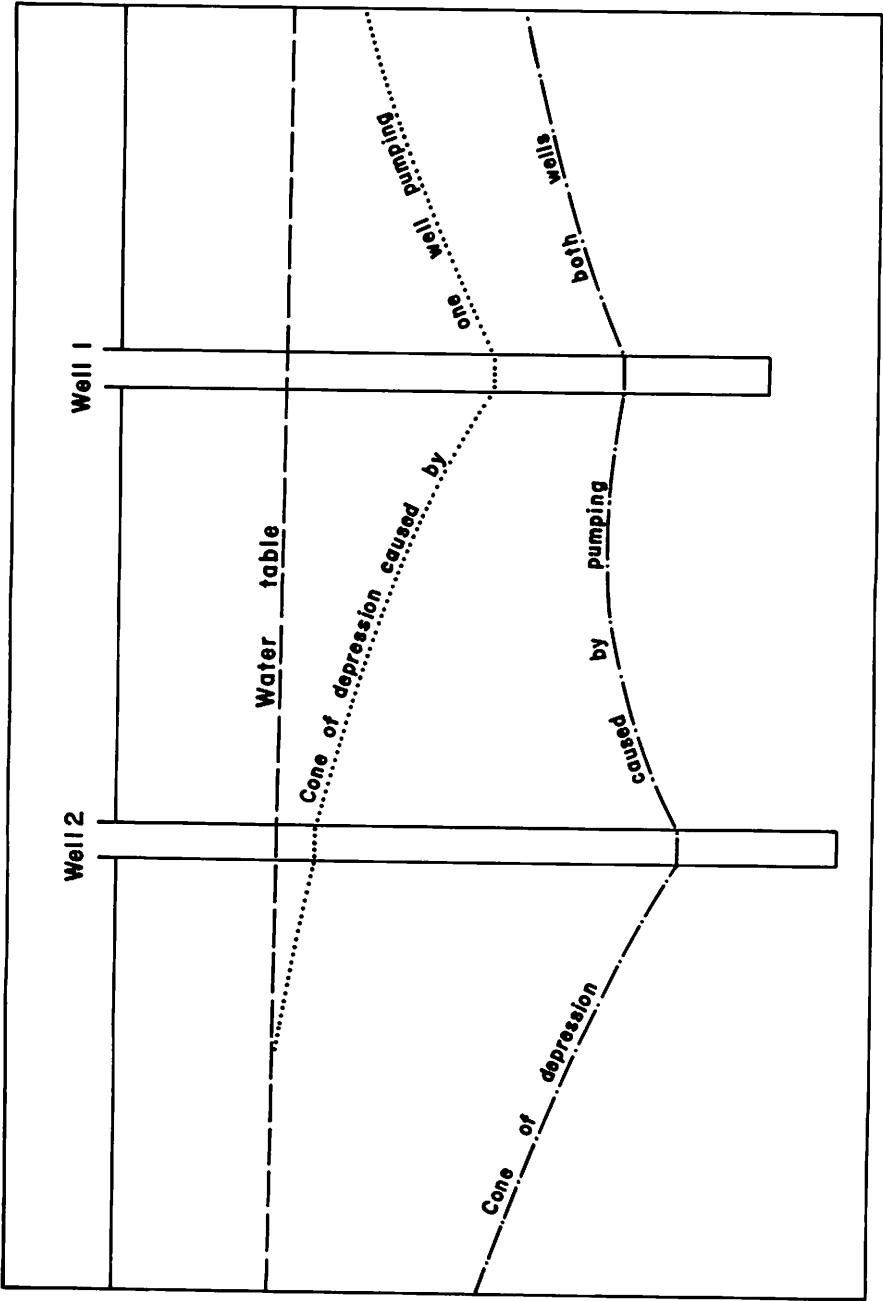 Well 2
Well 1
Water table
Cone of depression caused by one well pumping
Cone of depression caused by pumping both wells